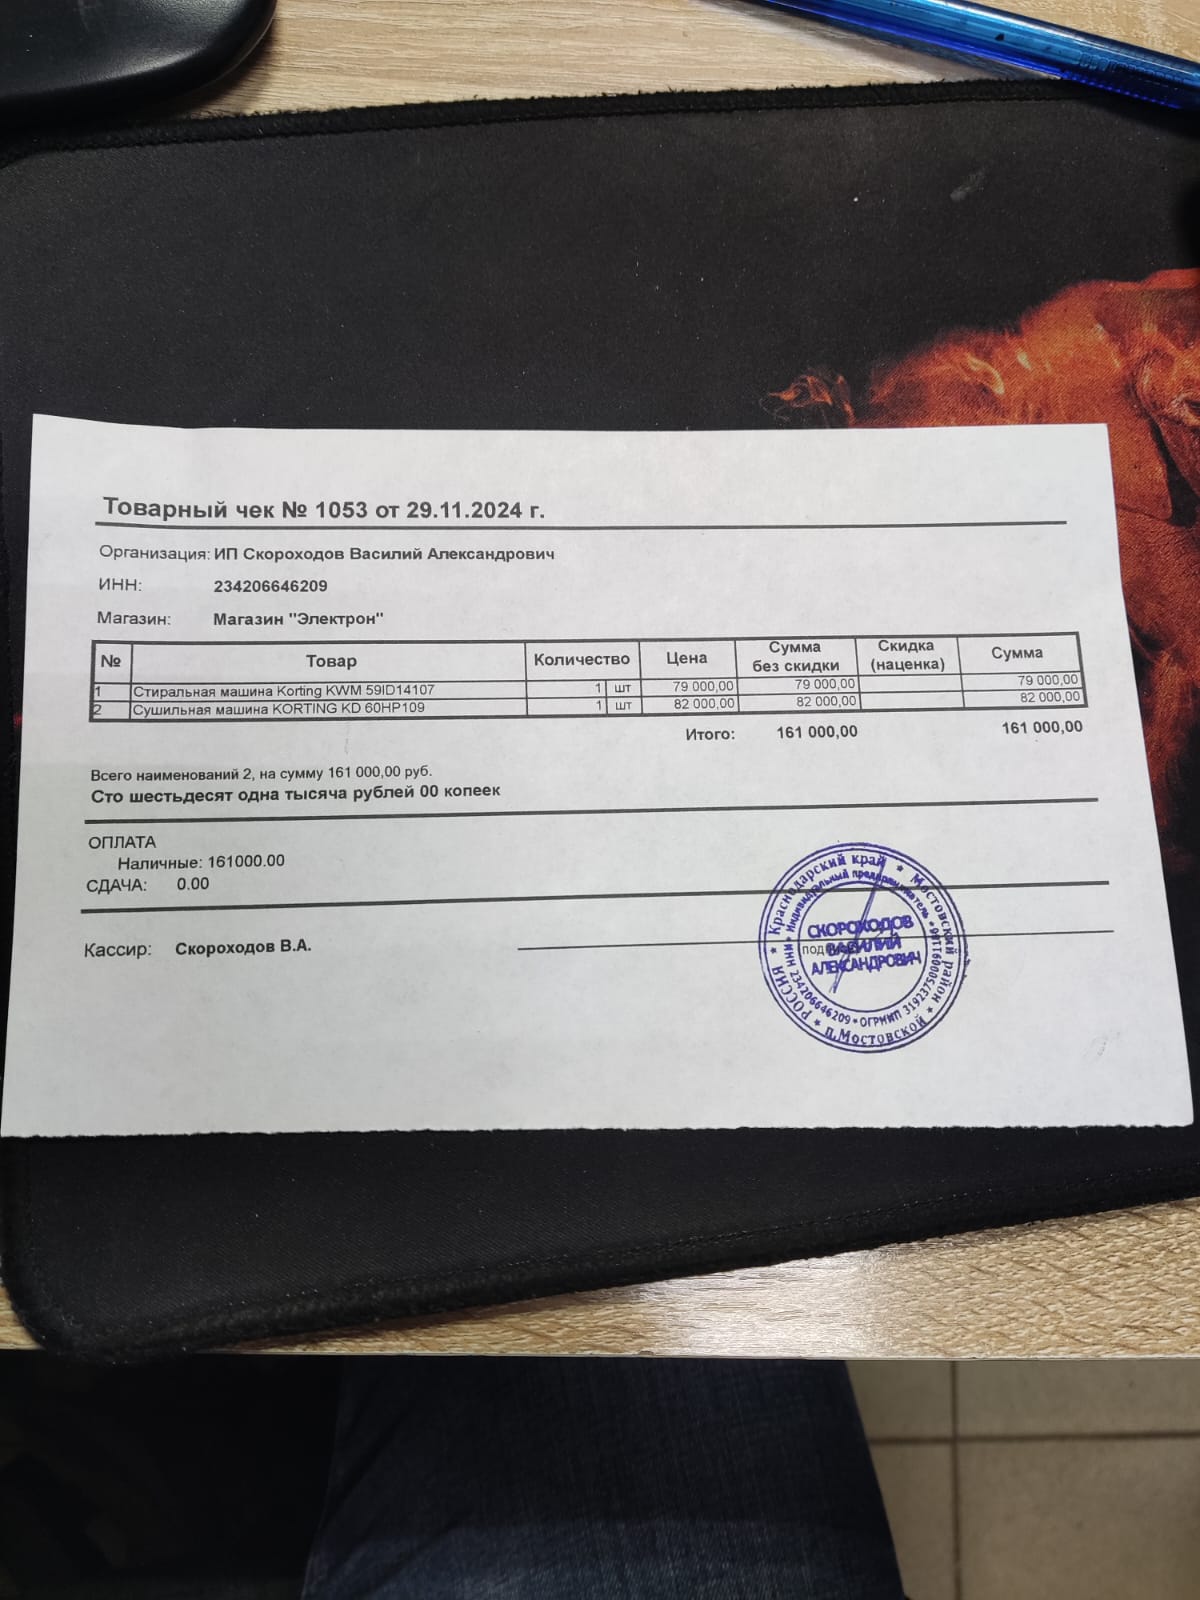 Товарный чек № 1053 от 29.11.2024 г.
Организация: ИП Скороходов Василий Александрович
ИНН: 234206646209
Магазин: Магазин "Электрон"
№ Товар Количество Цена Сумма без скидки Скидка (наценка) Сумма
1 Стиральная машина Korting KWM 59ID14107 1 шт 79 000,00 79 000,00 79 000,00
2 Сушильная машина KORTING KD 60HP109 1 шт 82 000,00 82 000,00 82 000,00
Итого: 161 000,00 161 000,00
Всего наименований 2, на сумму 161 000,00 руб.
Сто шестьдесят одна тысяча рублей 00 копеек
ОПЛАТА
Наличные: 161000.00
СДАЧА: 0.00
Кассир: Скороходов В.А.
РОССИЯ * Краснодарский край * Мостовский район * п.Мостовской *
Индивидуальный предприниматель * ИНН 234206646209 * ОГРНИП
СКОРОХОДОВ
ВАСИЛИЙ
АЛЕКСАНДРОВИЧ